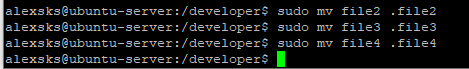 alexsks@ubuntu-server:/developer$ sudo mv file2 .file2
alexsks@ubuntu-server:/developer$ sudo mv file3 .file3
alexsks@ubuntu-server:/developer$ sudo mv file4 .file4
alexsks@ubuntu-server:/developer$